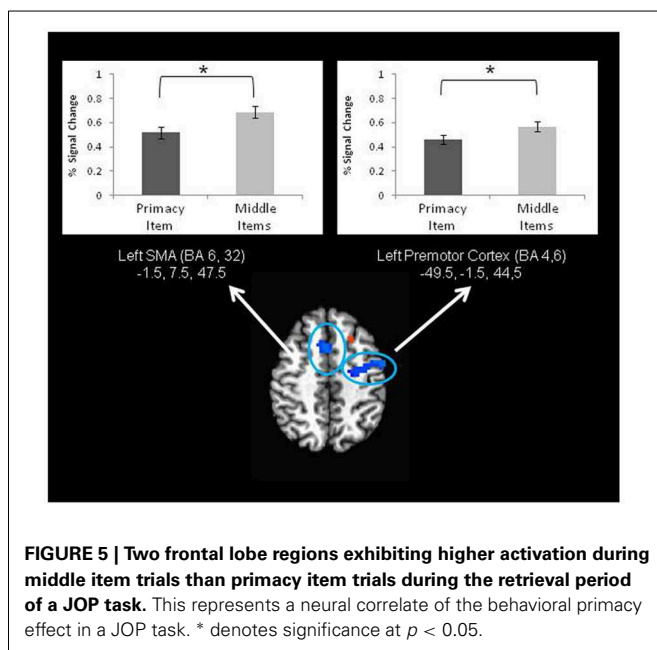 *
*
1
0.8
0.6
0.4
0.2
0
% Signal Change
Primacy
Item
Middle
Items
1
0.8
0.6
0.4
0.2
0
% Signal Change
Primacy
Item
Middle
Items
Left SMA (BA 6, 32)
-1.5, 7.5, 47.5
Left Premotor Cortex (BA 4,6)
-49.5, -1.5, 44,5
FIGURE 5 | Two frontal lobe regions exhibiting higher activation during
middle item trials than primacy item trials during the retrieval period
of a JOP task. This represents a neural correlate of the behavioral primacy
effect in a JOP task. * denotes significance at p < 0.05.